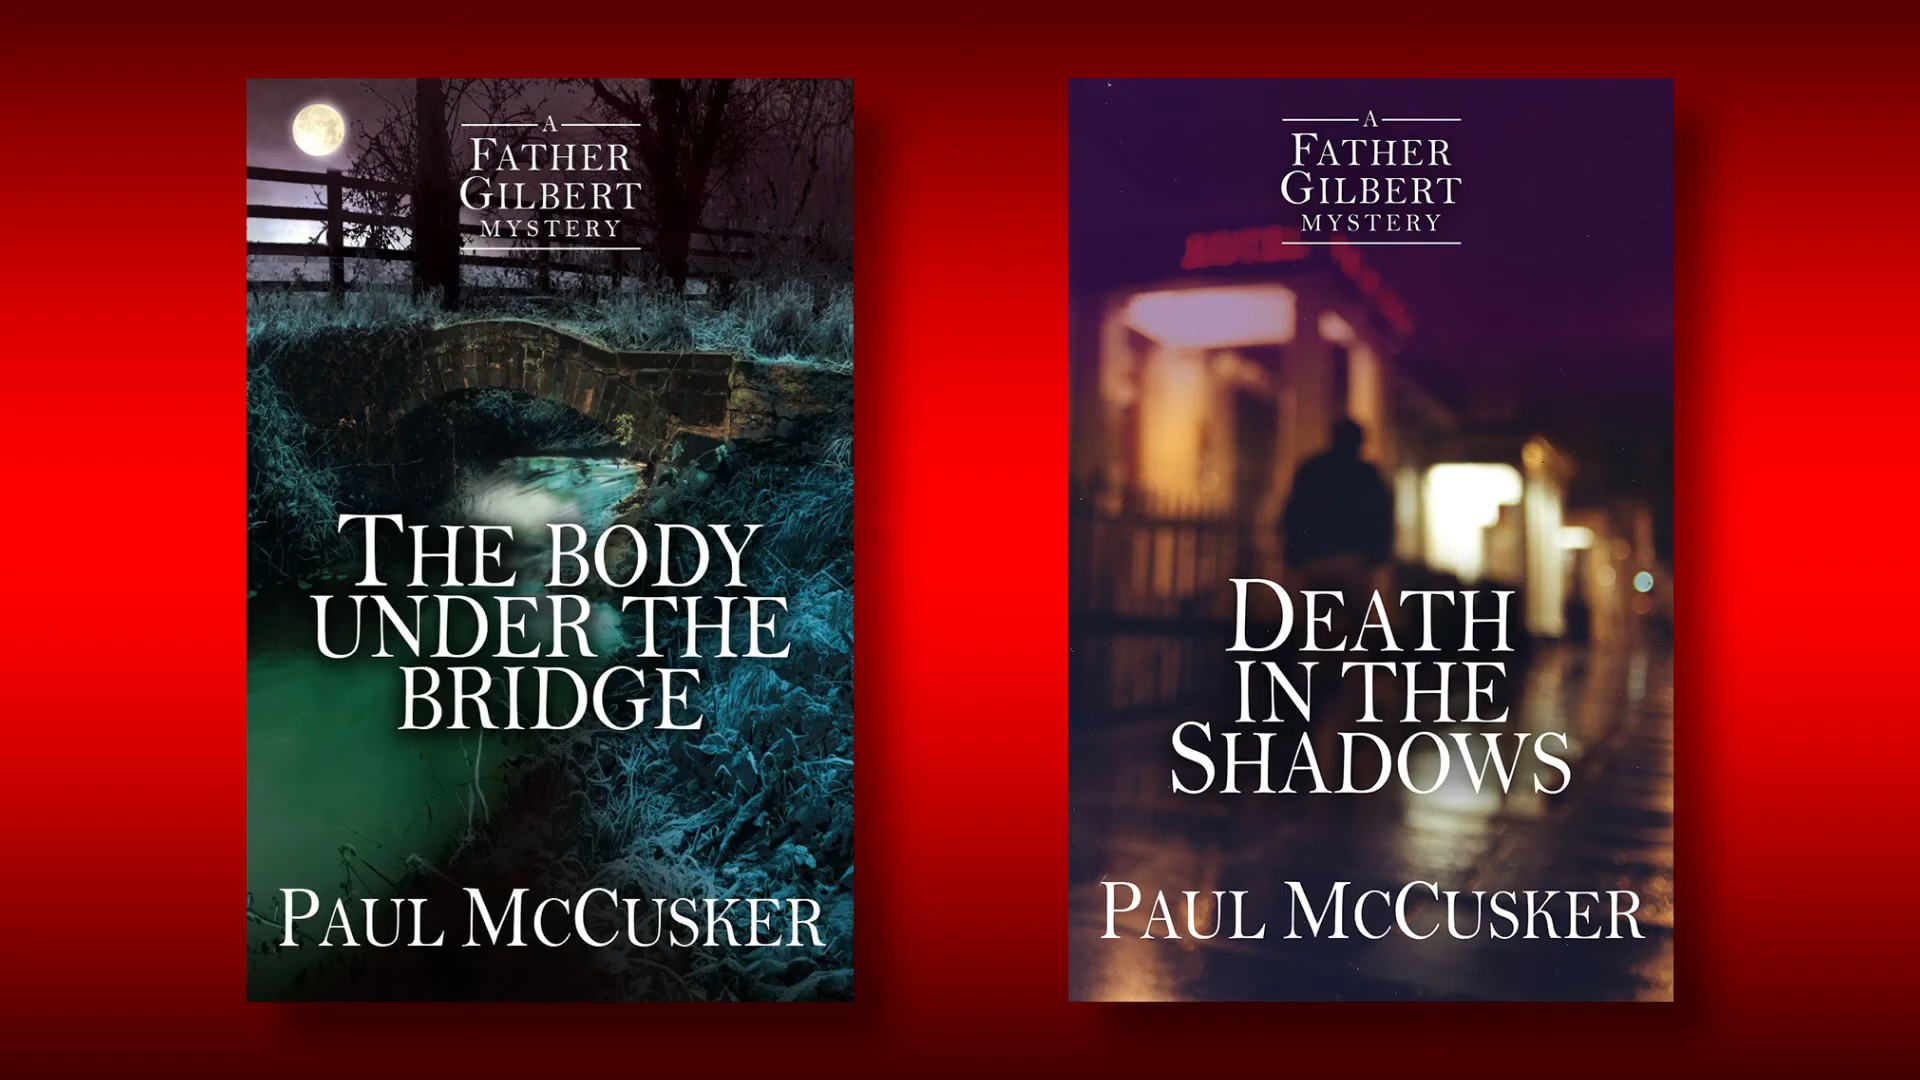 A
FATHER
GILBERT
MYSTERY
THE BODY
UNDER THE
BRIDGE
PAUL MCCUSKER
A
FATHER
GILBERT
MYSTERY
DEATH
IN THE
SHADOWS
PAUL MCCUSKER